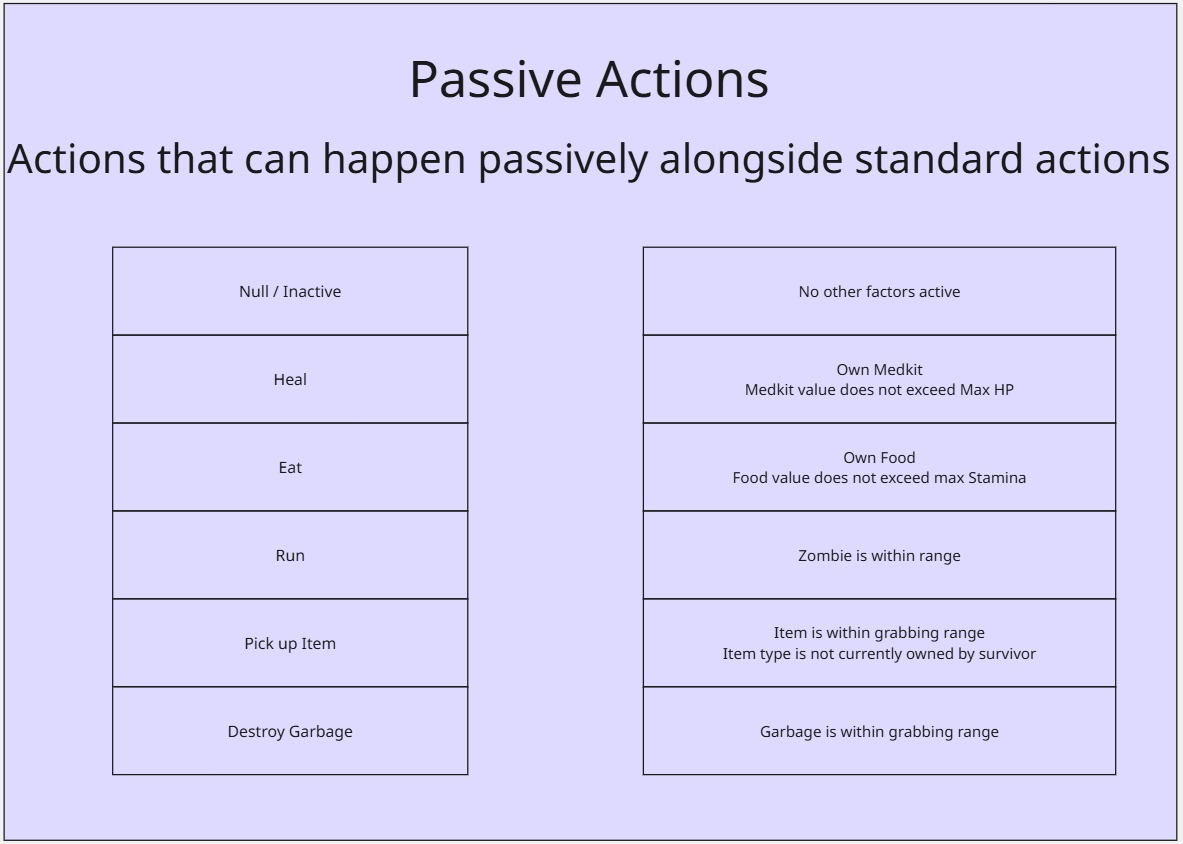 Passive Actions
Actions that can happen passively alongside standard actions
Null / Inactive
No other factors active
Heal
Own Medkit
Medkit value does not exceed Max HP
Eat
Own Food
Food value does not exceed max Stamina
Run
Zombie is within range
Pick up Item
Item is within grabbing range
Item type is not currently owned by survivor
Destroy Garbage
Garbage is within grabbing range